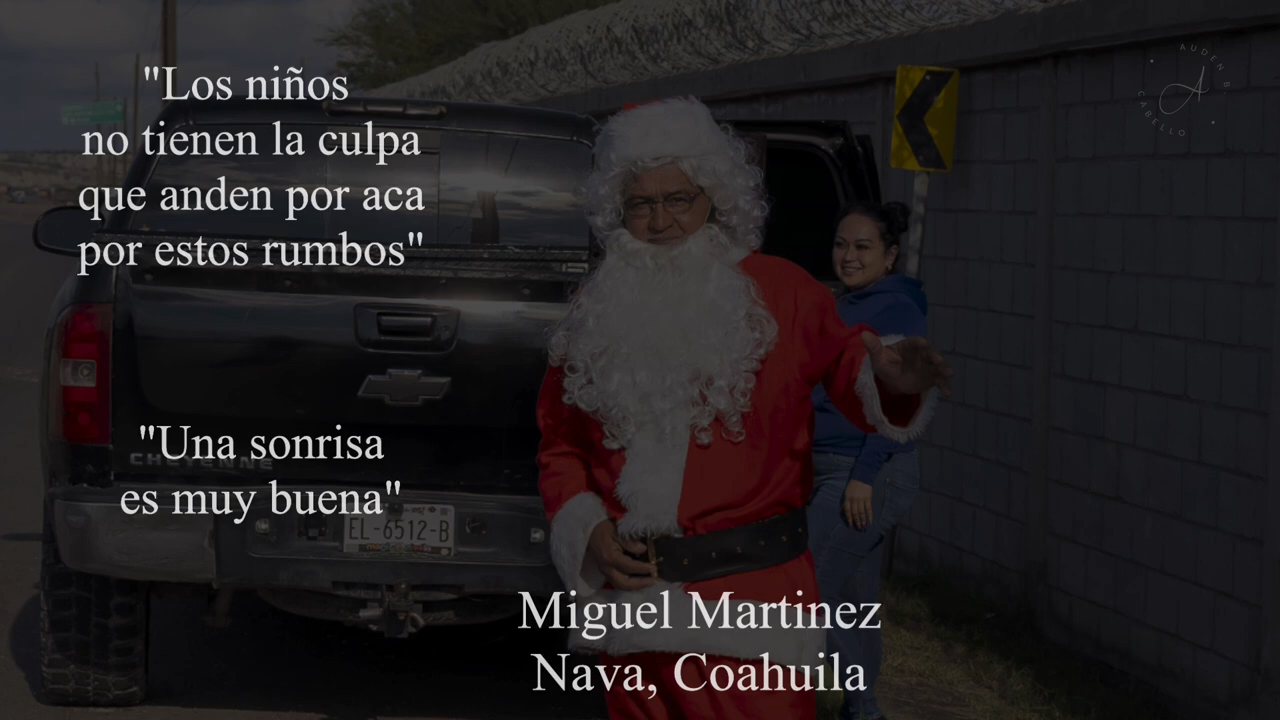 "Los niños
no tienen la culpa
que anden por aca
por estos rumbos"
"Una sonrisa
es muy buena"
CHEYENNE
EL-6512-B
Miguel Martinez
Nava, Coahuila
AUDEN B.
CABELLO